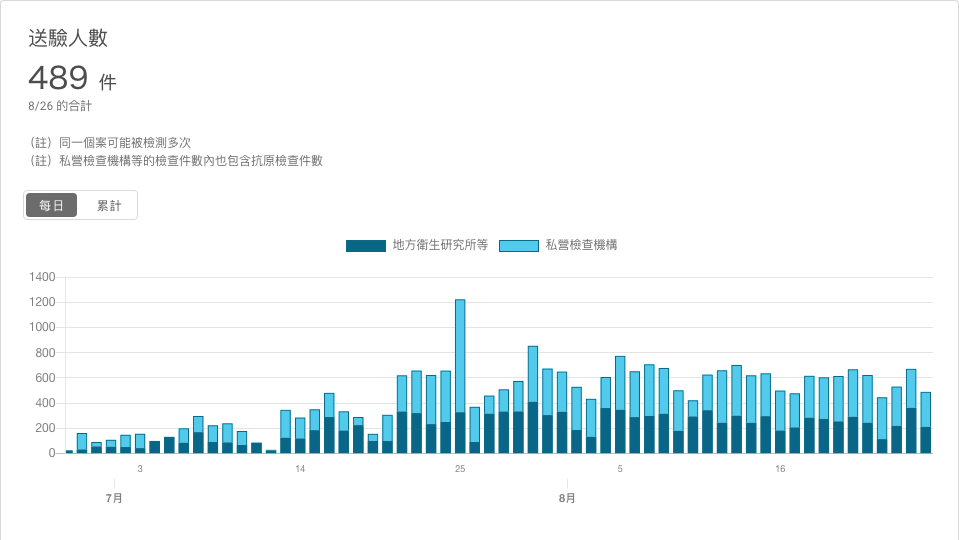 送驗人數
489 件
8/26 的合計
（註）同一個案可能被檢測多次
（註）私營檢查機構等的檢查件數內也包含抗原檢查件數
每日 累計
地方衛生研究所等 私營檢查機構
1400
1200
1000
800
600
400
200
0
3 14 25 5 16
7月 8月